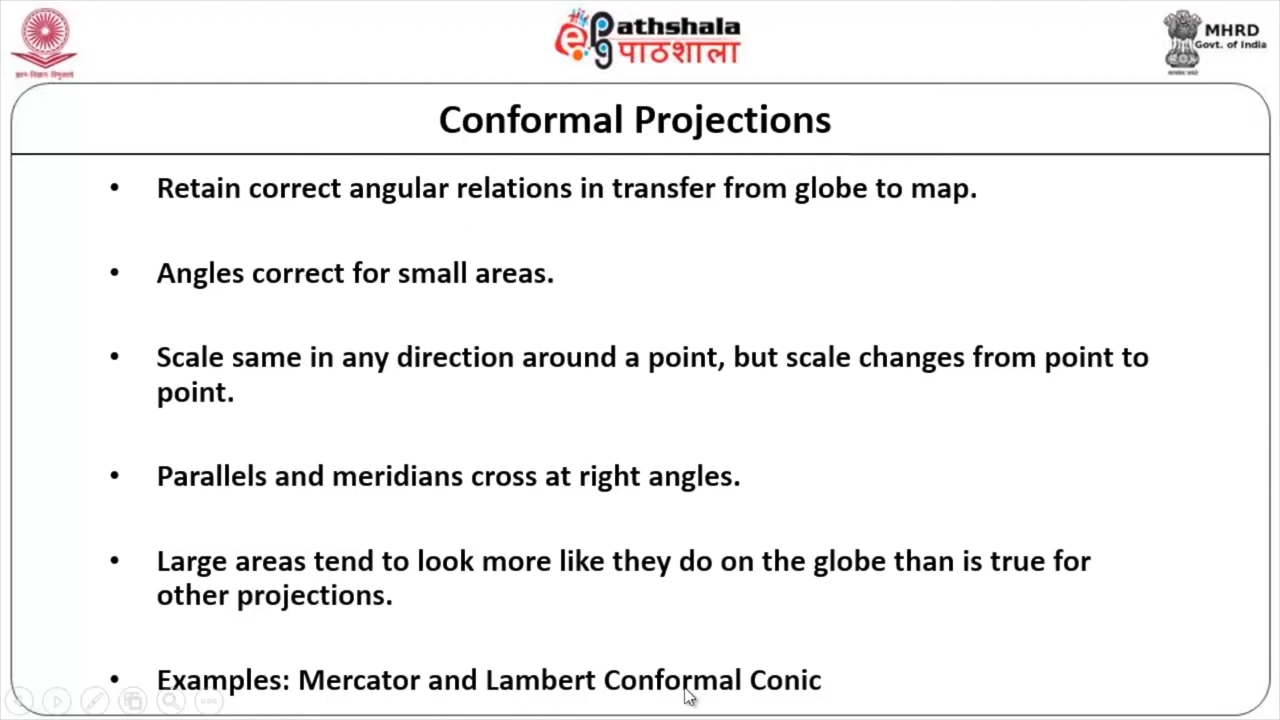 ePG Pathshala
पाठशाला
MHRD
Govt. of India
Conformal Projections
• Retain correct angular relations in transfer from globe to map.
• Angles correct for small areas.
• Scale same in any direction around a point, but scale changes from point to
point.
• Parallels and meridians cross at right angles.
• Large areas tend to look more like they do on the globe than is true for
other projections.
• Examples: Mercator and Lambert Conformal Conic